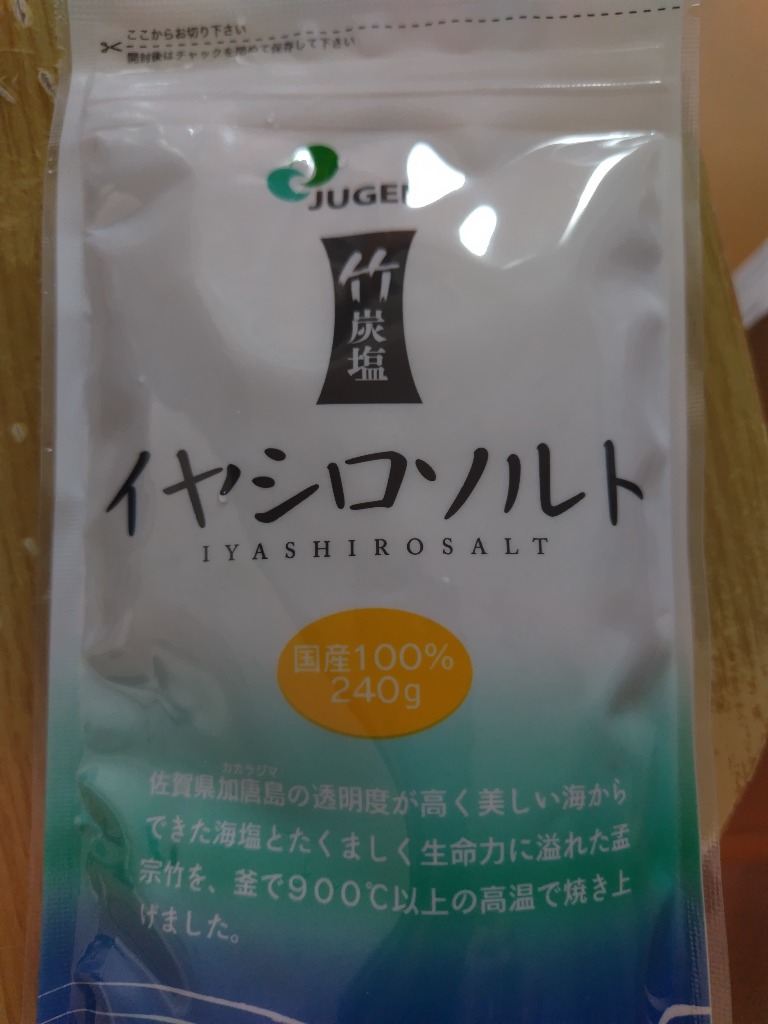 ここからお切り下さい
開封後はチャックを閉めて保存して下さい
竹炭塩
イヤシロソルト
IYASHIROSALT
国産100%
240g
カカラジマ
佐賀県加唐島の透明度が高く美しい海から
できた海塩とたくましく生命力に溢れた孟
宗竹を、釜で900℃以上の高温で焼き上
げました。